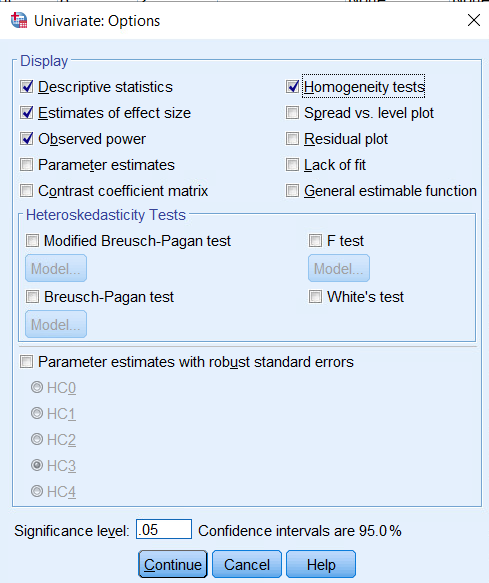 Univariate: Options
Display
Descriptive statistics
Homogeneity tests
Estimates of effect size
Spread vs. level plot
Observed power
Residual plot
Parameter estimates
Lack of fit
Contrast coefficient matrix
General estimable function
Heteroskedasticity Tests
Modified Breusch-Pagan test
F test
Model...
Model...
Breusch-Pagan test
White's test
Model...
Parameter estimates with robust standard errors
HC0
HC1
HC2
HC3
HC4
Significance level: .05 Confidence intervals are 95.0 %
Continue Cancel Help